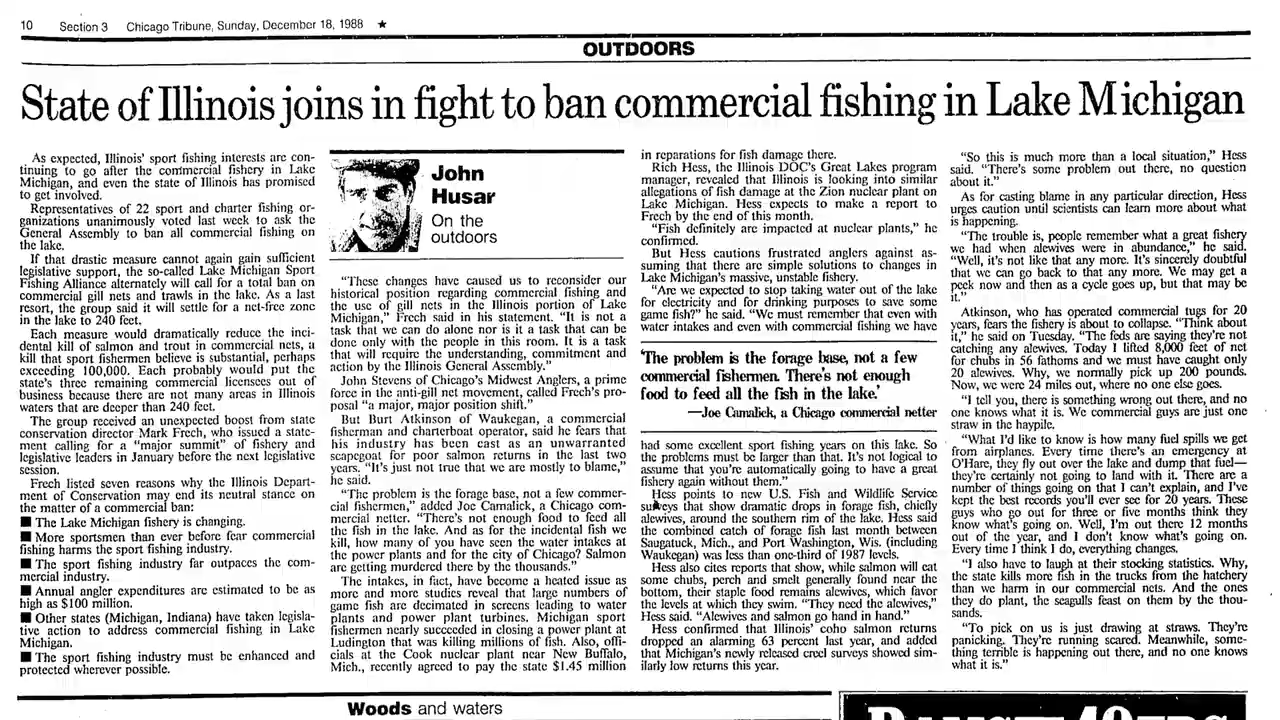 10 Section 3 Chicago Tribune, Sunday, December 18, 1988 ★
OUTDOORS
State of Illinois joins in fight to ban commercial fishing in Lake Michigan
As expected, Illinois' sport fishing interests are con-
tinuing to go after the commercial fishery in Lake
Michigan, and even the state of Illinois has promised
to get involved.
Representatives of 22 sport and charter fishing or-
ganizations unanimously voted last week to ask the
General Assembly to ban all commercial fishing on
the lake.
If that drastic measure cannot again gain sufficient
legislative support, the so-called Lake Michigan Sport
Fishing Alliance alternately will call for a total ban on
commercial gill nets and trawls in the lake. As a last
resort, the group said it will settle for a net-free zone
in the lake to 240 feet.
Each measure would dramatically reduce the inci-
dental kill of salmon and trout in commercial nets, a
kill that sport fishermen believe is substantial, perhaps
exceeding 100,000. Each probably would put the
state's three remaining commercial licensees out of
business because there are not many areas in Illinois
waters that are deeper than 240 feet.
The group received an unexpected boost from state
conservation director Mark Frech, who issued a state-
ment calling for a "major summit" of fishery and
legislative leaders in January before the next legislative
session.
Frech listed seven reasons why the Illinois Depart-
ment of Conservation may end its neutral stance on
the matter of a commercial ban:
■ The Lake Michigan fishery is changing.
■ More sportsmen than ever before fear commercial
fishing harms the sport fishing industry.
■ The sport fishing industry far outpaces the com-
mercial industry.
■ Annual angler expenditures are estimated to be as
high as $100 million.
■ Other states (Michigan, Indiana) have taken legisla-
tive action to address commercial fishing in Lake
Michigan.
■ The sport fishing industry must be enhanced and
protected wherever possible.
John
Husar
On the
outdoors
"These changes have caused us to reconsider our
historical position regarding commercial fishing and
the use of gill nets in the Illinois portion of Lake
Michigan," Frech said in his statement. "It is not a
task that we can do alone nor is it a task that can be
done only with the people in this room. It is a task
that will require the understanding, commitment and
action by the Illinois General Assembly."
John Stevens of Chicago's Midwest Anglers, a prime
force in the anti-gill net movement, called Frech's pro-
posal "a major, major position shift."
But Burt Atkinson of Waukegan, a commercial
fisherman and charterboat operator, said he fears that
his industry has been cast as an unwarranted
scapegoat for poor salmon returns in the last two
years. "It's just not true that we are mostly to blame,"
he said.
"The problem is the forage base, not a few commer-
cial fishermen," added Joe Camalick, a Chicago com-
mercial netter. "There's not enough food to feed all
the fish in the lake. And as for the incidental fish we
kill, how many of you have seen the water intakes at
the power plants and for the city of Chicago? Salmon
are getting murdered there by the thousands."
The intakes, in fact, have become a heated issue as
more and more studies reveal that large numbers of
game fish are decimated in screens leading to water
plants and power plant turbines. Michigan sport
fishermen nearly succeeded in closing a power plant at
Ludington that was killing millions of fish. Also, offi-
cials at the Cook nuclear plant near New Buffalo,
Mich., recently agreed to pay the state $1.45 million
in reparations for fish damage there.
Rich Hess, the Illinois DOC's Great Lakes program
manager, revealed that Illinois is looking into similar
allegations of fish damage at the Zion nuclear plant on
Lake Michigan. Hess expects to make a report to
Frech by the end of this month.
"Fish definitely are impacted at nuclear plants," he
confirmed.
But Hess cautions frustrated anglers against as-
suming that there are simple solutions to changes in
Lake Michigan's massive, unstable fishery.
"Are we expected to stop taking water out of the lake
for electricity and for drinking purposes to save some
game fish?" he said. "We must remember that even with
water intakes and even with commercial fishing we have
'The problem is the forage base, not a few
commercial fishermen. There's not enough
food to feed all the fish in the lake.'
—Joe Camalick, a Chicago commercial netter
had some excellent sport fishing years on this lake. So
the problems must be larger than that. It's not logical to
assume that you're automatically going to have a great
fishery again without them."
Hess points to new U.S. Fish and Wildlife Service
surveys that show dramatic drops in forage fish, chiefly
alewives, around the southern rim of the lake. Hess said
the combined catch of forage fish last month between
Saugatuck, Mich., and Port Washington, Wis. (including
Waukegan) was less than one-third of 1987 levels.
Hess also cites reports that show, while salmon will eat
some chubs, perch and smelt generally found near the
bottom, their staple food remains alewives, which favor
the levels at which they swim. "They need the alewives,"
Hess said. "Alewives and salmon go hand in hand."
Hess confirmed that Illinois' coho salmon returns
dropped an alarming 63 percent last year, and added
that Michigan's newly released creel surveys showed sim-
ilarly low returns this year.
"So this is much more than a local situation," Hess
said. "There's some problem out there, no question
about it."
As for casting blame in any particular direction, Hess
urges caution until scientists can learn more about what
is happening.
"The trouble is, people remember what a great fishery
we had when alewives were in abundance," he said.
"Well, it's not like that any more. It's sincerely doubtful
that we can go back to that any more. We may get a
peek now and then as a cycle goes up, but that may be
it."
Atkinson, who has operated commercial tugs for 20
years, fears the fishery is about to collapse. "Think about
it," he said on Tuesday. "The feds are saying they're not
catching any alewives. Today I lifted 8,000 feet of net
for chubs in 56 fathoms and we must have caught only
20 alewives. Why, we normally pick up 200 pounds.
Now, we were 24 miles out, where no one else goes.
"I tell you, there is something wrong out there, and no
one knows what it is. We commercial guys are just one
straw in the haypile.
"What I'd like to know is how many fuel spills we get
from airplanes. Every time there's an emergency at
O'Hare, they fly out over the lake and dump that fuel—
they're certainly not going to land with it. There are a
number of things going on that I can't explain, and I've
kept the best records you'll ever see for 20 years. These
guys who go out for three or five months think they
know what's going on. Well, I'm out there 12 months
out of the year, and I don't know what's going on.
Every time I think I do, everything changes.
"I also have to laugh at their stocking statistics. Why,
the state kills more fish in the trucks from the hatchery
than we harm in our commercial nets. And the ones
they do plant, the seagulls feast on them by the thou-
sands.
"To pick on us is just drawing at straws. They're
panicking. They're running scared. Meanwhile, some-
thing terrible is happening out there, and no one knows
what it is."
Woods and waters